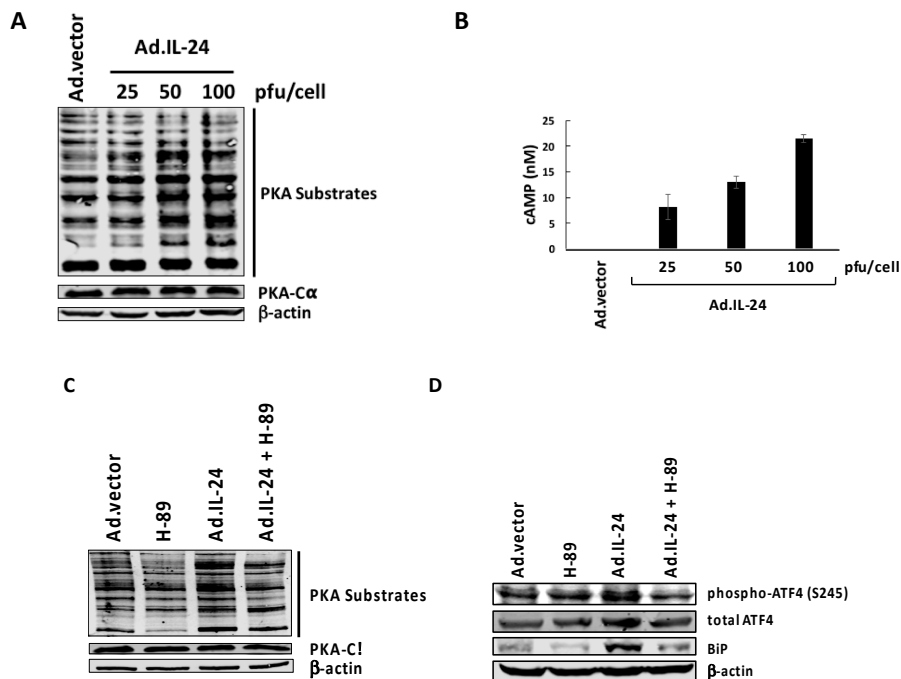 A
Ad.vector
Ad.IL-24
25 50 100 pfu/cell
PKA Substrates
PKA-Cα
β-actin
B
cAMP (nM)
25
20
15
10
5
0
Ad.vector
25 50 100 pfu/cell
Ad.IL-24
C
Ad.vector
H-89
Ad.IL-24
Ad.IL-24 + H-89
PKA Substrates
PKA-C!
β-actin
D
Ad.vector
H-89
Ad.IL-24
Ad.IL-24 + H-89
phospho-ATF4 (S245)
total ATF4
BiP
β-actin